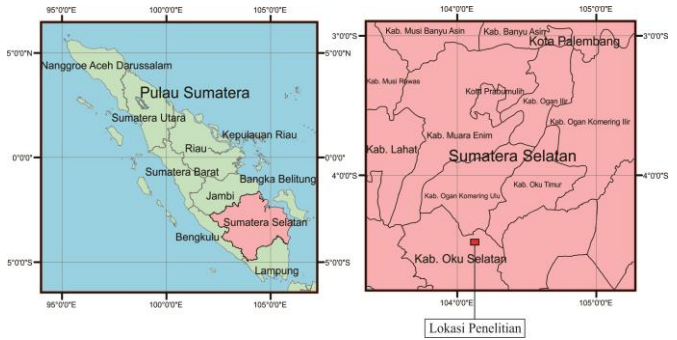 95°0'0"E
100°0'0"E
105°0'0"E
5°0'0"N
0°0'0"
5°0'0"S
Nanggroe Aceh Darussalam
Pulau Sumatera
Sumatera Utara
Kepulauan Riau
Riau
Sumatera Barat
Bangka Belitung
Jambi
Sumatera Selatan
Bengkulu
Lampung
5°0'0"N
0°0'0"
5°0'0"S
95°0'0"E
100°0'0"E
105°0'0"E
104°0'0"E
105°0'0"E
3°0'0"S
4°0'0"S
Kab. Musi Banyu Asin
Kab. Banyu Asin
Kota Palembang
Kab. Musi Rawas
Kota Prabumulih
Kab. Ogan Ilir
Kab. Ogan Komering Ilir
Kab. Muara Enim
Kab. Lahat
Sumatera Selatan
Kab. Oku Timur
Kab. Ogan Komering Ulu
Kab. Oku Selatan
3°0'0"S
4°0'0"S
104°0'0"E
105°0'0"E
Lokasi Penelitian